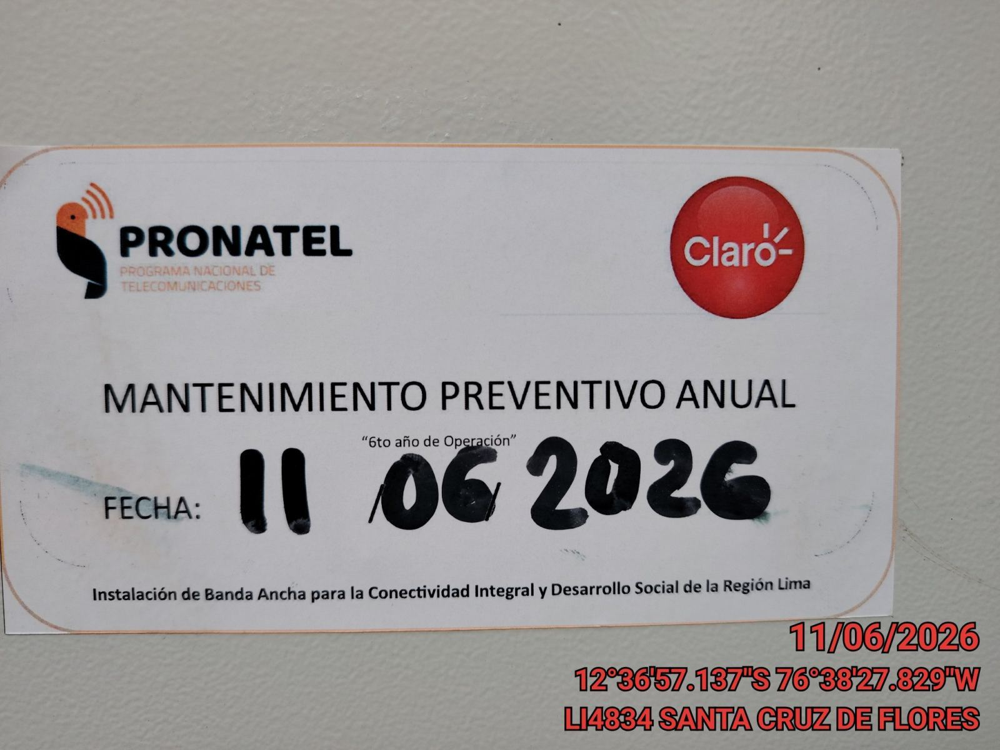 PRONATEL
PROGRAMA NACIONAL DE
TELECOMUNICACIONES
Claro
MANTENIMIENTO PREVENTIVO ANUAL
“6to año de Operación”
FECHA: 11 /06/ 2026
Instalación de Banda Ancha para la Conectividad Integral y Desarrollo Social de la Región Lima
11/06/2026
12°36'57.137"S 76°38'27.829"W
LI4834 SANTA CRUZ DE FLORES